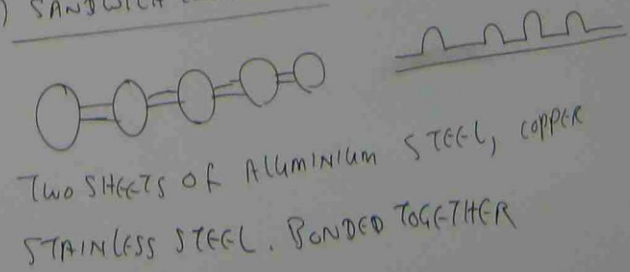 ) SANDWICH
TWO SHEETS OF ALUMINIUM STEEL, COPPER
STAINLESS STEEL. BONDED TOGETHER